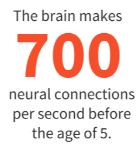 The brain makes
700
neural connections
per second before
the age of 5.